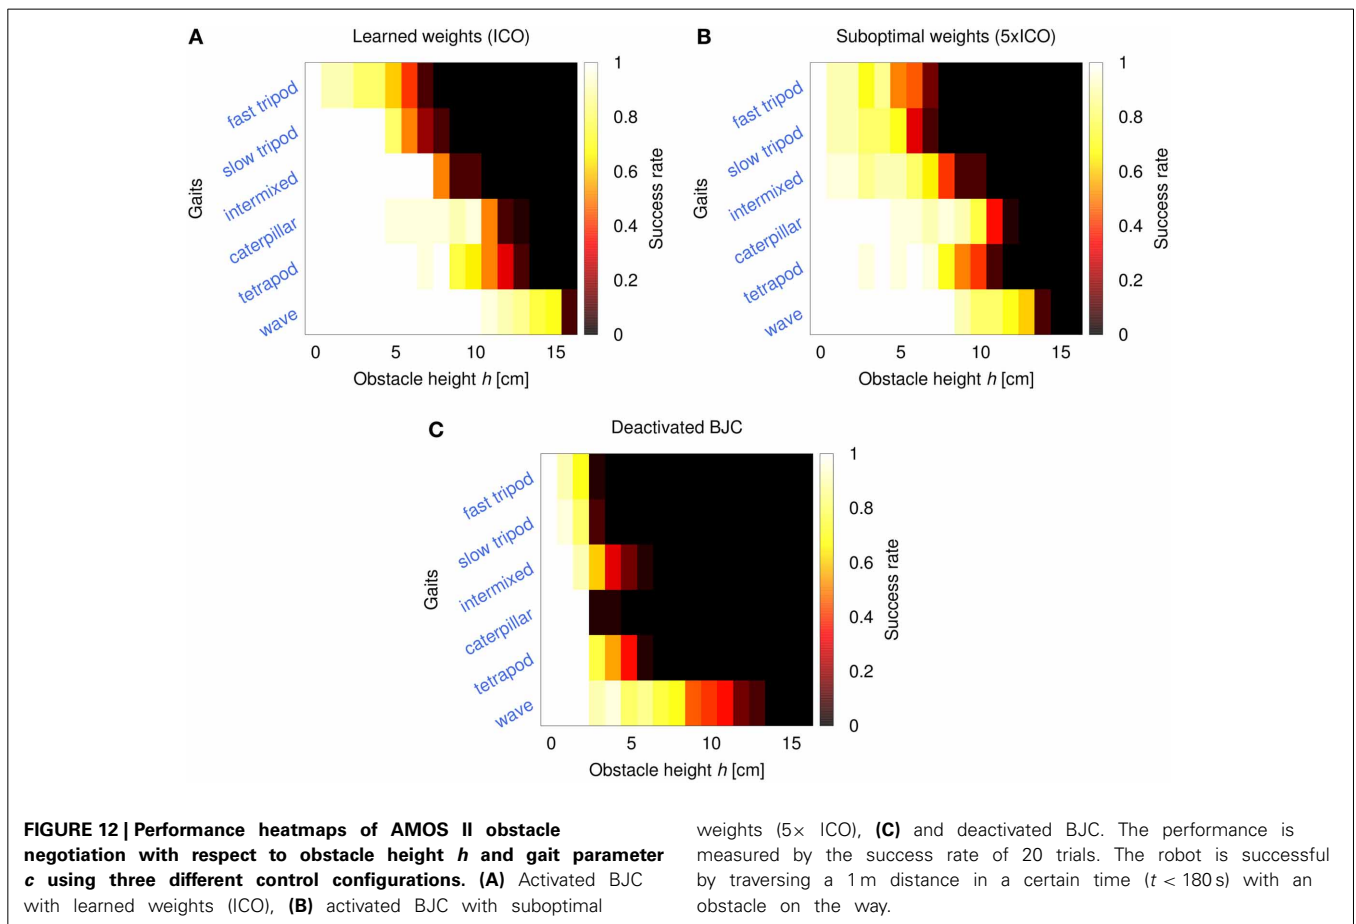 A
Learned weights (ICO)
fast tripod
slow tripod
intermixed
caterpillar
tetrapod
wave
Gaits
0 5 10 15
Obstacle height h [cm]
1
0.8
0.6
0.4
0.2
0
Success rate
B
Suboptimal weights (5xICO)
fast tripod
slow tripod
intermixed
caterpillar
tetrapod
wave
Gaits
0 5 10 15
Obstacle height h [cm]
1
0.8
0.6
0.4
0.2
0
Success rate
C
Deactivated BJC
fast tripod
slow tripod
intermixed
caterpillar
tetrapod
wave
Gaits
0 5 10 15
Obstacle height h [cm]
1
0.8
0.6
0.4
0.2
0
Success rate
FIGURE 12 | Performance heatmaps of AMOS II obstacle
negotiation with respect to obstacle height h and gait parameter
c using three different control configurations. (A) Activated BJC
with learned weights (ICO), (B) activated BJC with suboptimal
weights (5× ICO), (C) and deactivated BJC. The performance is
measured by the success rate of 20 trials. The robot is successful
by traversing a 1 m distance in a certain time (t < 180 s) with an
obstacle on the way.